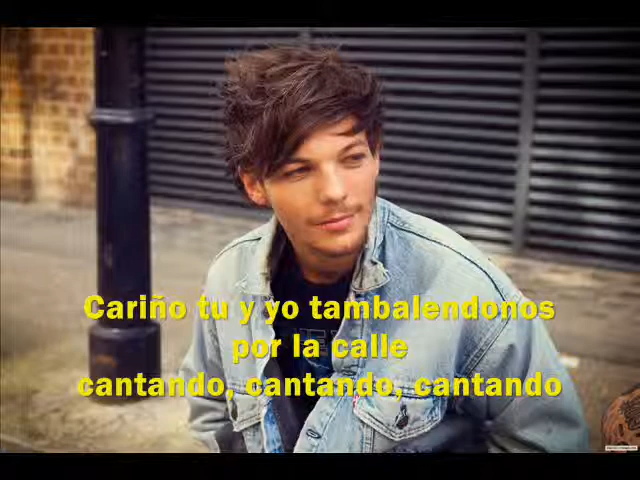 Cariño tu y yo tambalendonos
por la calle
cantando, cantando, cantando